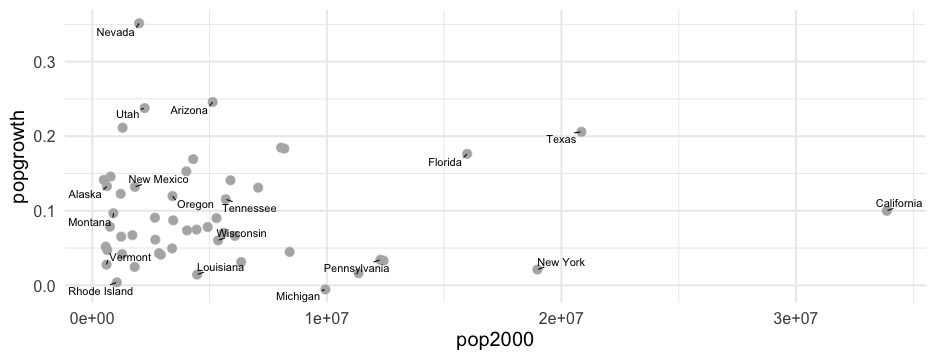 Nevada
0.3
Utah
Arizona
0.2
Texas
Florida
popgrowth
New Mexico
Alaska
Oregon
Tennessee
California
0.1
Montana
Wisconsin
Vermont
Louisiana
Pennsylvania
New York
0.0
Rhode Island
Michigan
0e+00
1e+07
2e+07
3e+07
pop2000